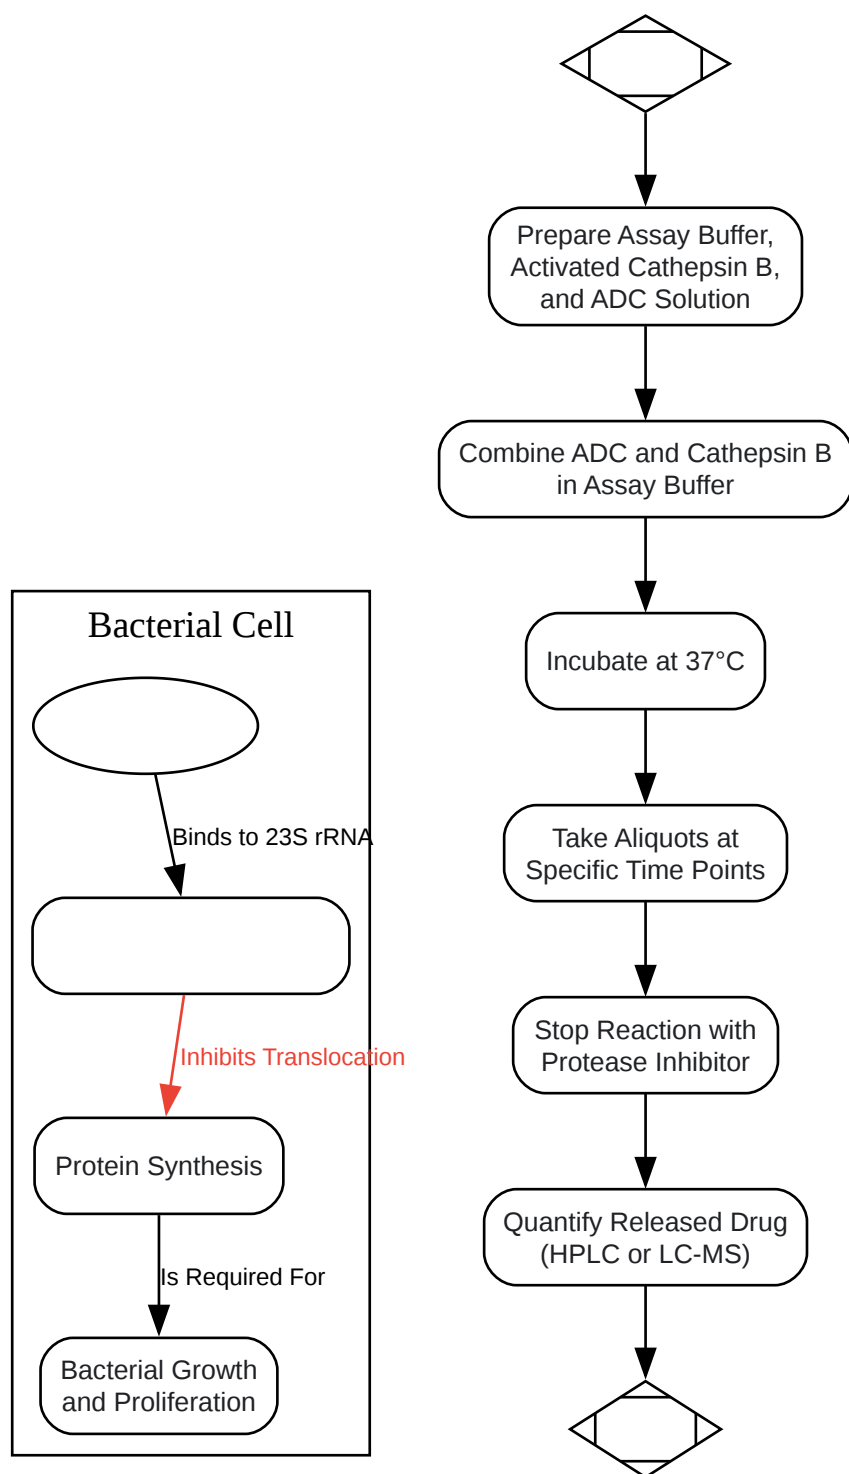 Prepare Assay Buffer,
Activated Cathepsin B,
and ADC Solution
Combine ADC and Cathepsin B
in Assay Buffer
Incubate at 37°C
Take Aliquots at
Specific Time Points
Stop Reaction with
Protease Inhibitor
Quantify Released Drug
(HPLC or LC-MS)
Bacterial Cell
Binds to 23S rRNA
Inhibits Translocation
Protein Synthesis
Is Required For
Bacterial Growth
and Proliferation